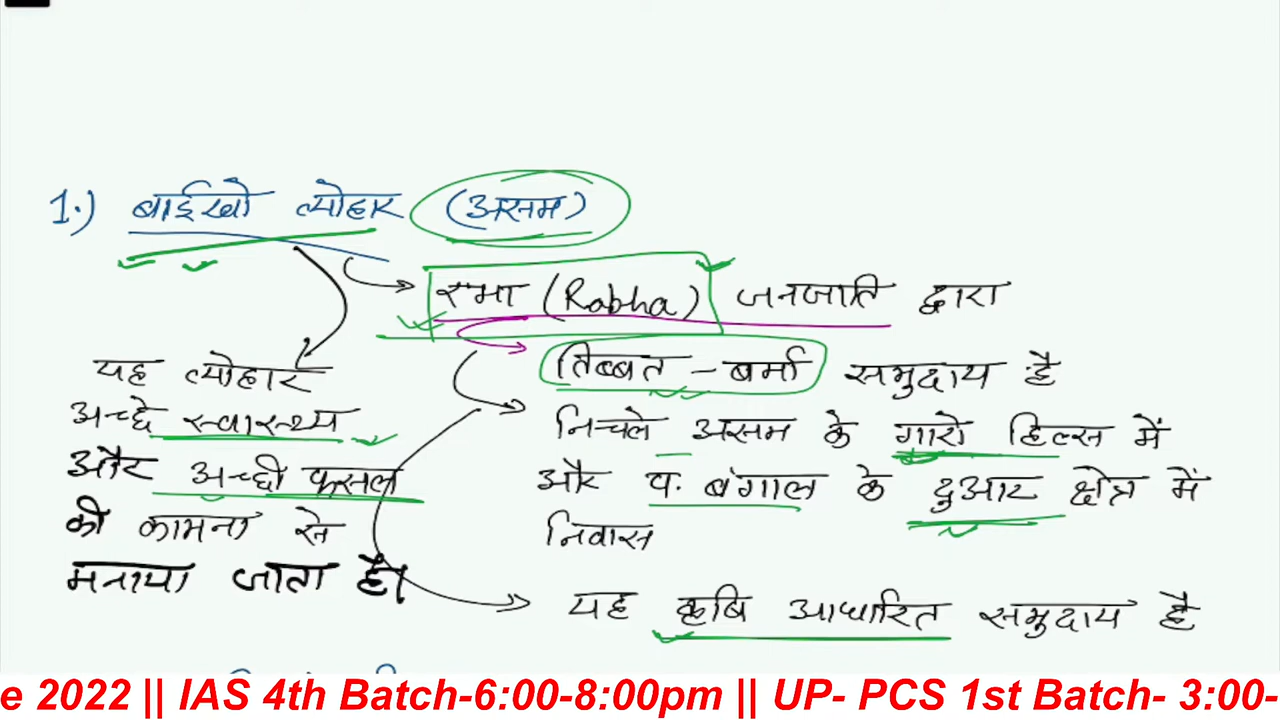 1.) बाईखो त्योहार (असम)
रभा (Rabha) जनजाति द्वारा
तिब्बत - बर्मा समुदाय है
निचले असम के गारो हिल्स में
और प. बंगाल के दुआर क्षेत्र में
निवास
यह कृषि आधारित समुदाय है
यह त्योहार
अच्छे स्वास्थ्य
और अच्छी फसल
की कामना से
मनाया जाता है।
e 2022 || IAS 4th Batch-6:00-8:00pm || UP- PCS 1st Batch- 3:00-